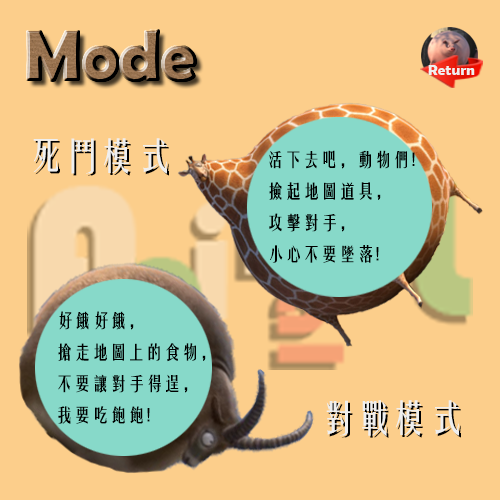 Mode
Return
死鬥模式
活下去吧，動物們!
撿起地圖道具，
攻擊對手，
小心不要墜落!
好餓好餓，
搶走地圖上的食物，
不要讓對手得逞，
我要吃飽飽!
對戰模式